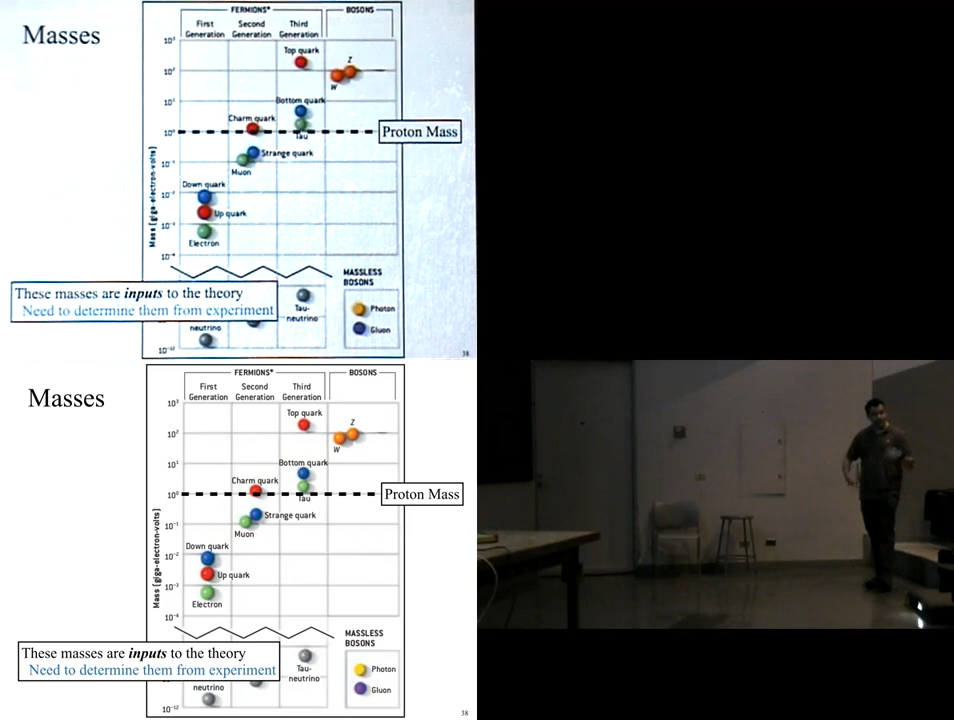 Masses
FERMIONS*
BOSONS
First Generation
Second Generation
Third Generation
Mass (giga-electron-volts)
10³
10²
10¹
10⁰
10⁻¹
10⁻²
10⁻³
10⁻⁴
10⁻¹²
Top quark
Z
W
Bottom quark
Charm quark
Tau
Proton Mass
Strange quark
Muon
Down quark
Up quark
Electron
MASSLESS
BOSONS
These masses are inputs to the theory
Need to determine them from experiment
neutrino
Tau-
neutrino
Photon
Gluon
38
Masses
FERMIONS*
BOSONS
First Generation
Second Generation
Third Generation
Mass (giga-electron-volts)
10³
10²
10¹
10⁰
10⁻¹
10⁻²
10⁻³
10⁻⁴
10⁻¹²
Top quark
Z
W
Bottom quark
Charm quark
Tau
Proton Mass
Strange quark
Muon
Down quark
Up quark
Electron
MASSLESS
BOSONS
These masses are inputs to the theory
Need to determine them from experiment
neutrino
Tau-
neutrino
Photon
Gluon
38